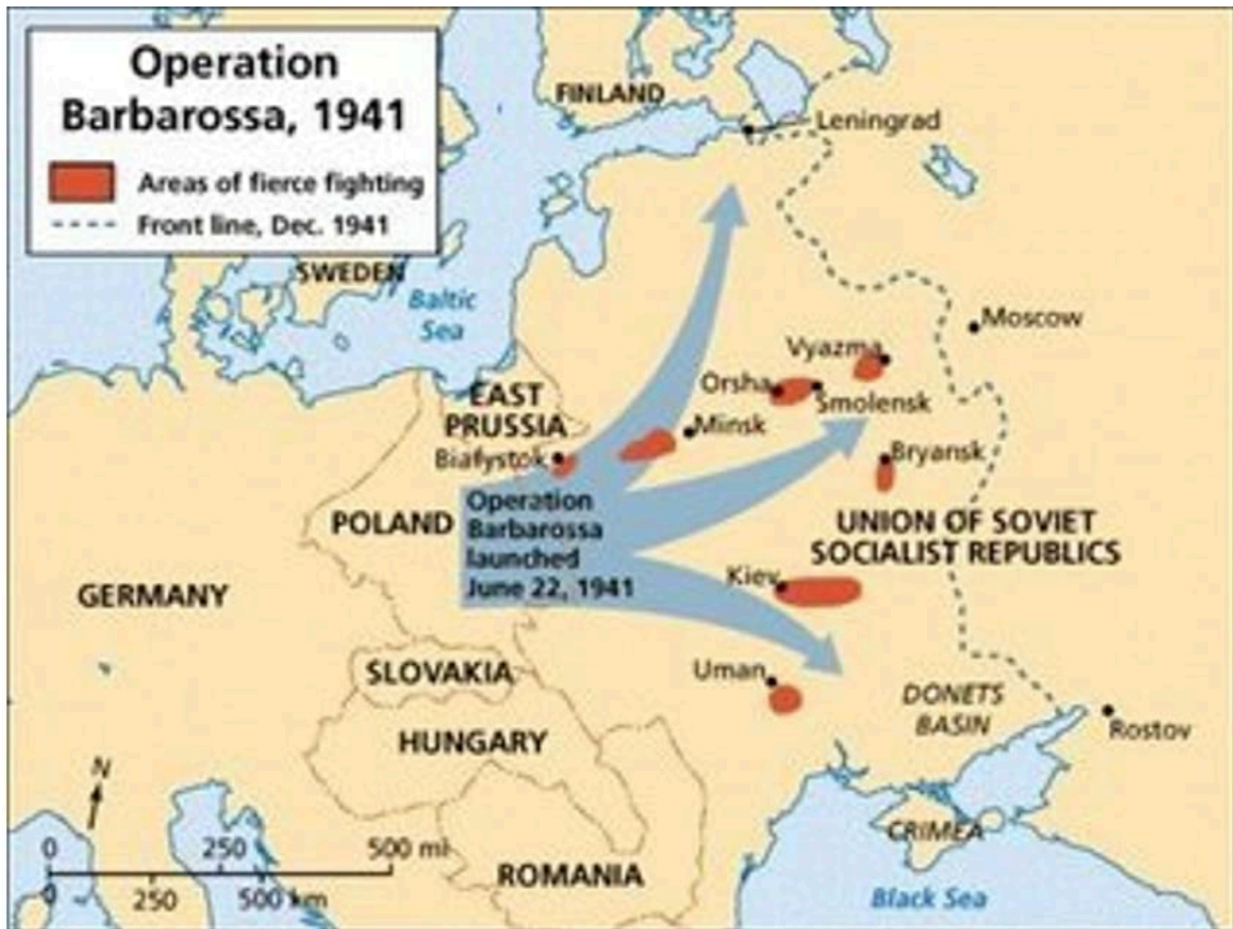 Operation
Barbarossa, 1941
Areas of fierce fighting
Front line, Dec. 1941
FINLAND
Leningrad
SWEDEN
Baltic
Sea
Moscow
Vyazma
Orsha
Smolensk
EAST
PRUSSIA
Minsk
Białystok
Bryansk
POLAND
Operation
Barbarossa
launched
June 22, 1941
UNION OF SOVIET
SOCIALIST REPUBLICS
Kiev
GERMANY
SLOVAKIA
Uman
DONETS
BASIN
Rostov
HUNGARY
N
0 250 500 mi
0 250 500 km
CRIMEA
ROMANIA
Black Sea